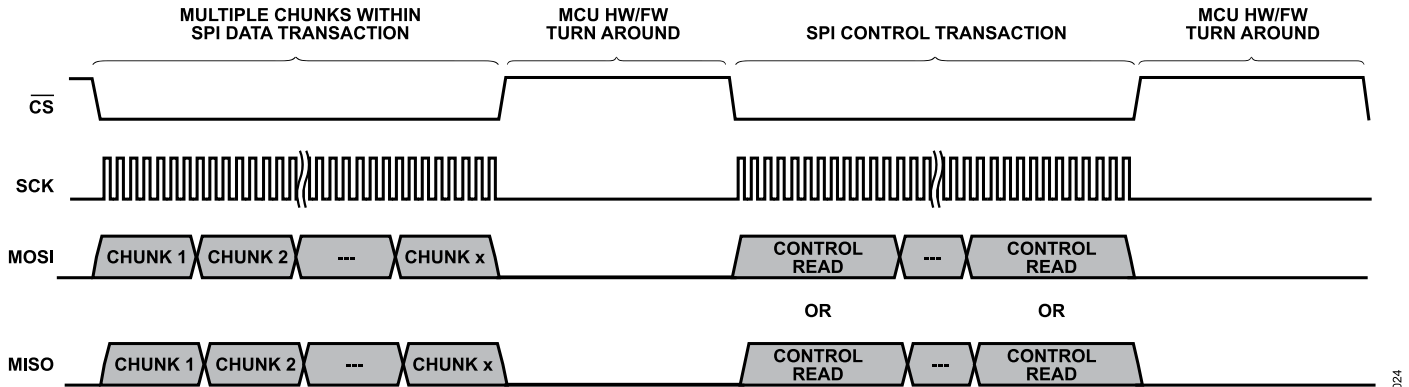 MULTIPLE CHUNKS WITHIN
SPI DATA TRANSACTION
MCU HW/FW
TURN AROUND
SPI CONTROL TRANSACTION
MCU HW/FW
TURN AROUND
CS
SCK
MOSI
CHUNK 1 CHUNK 2 --- CHUNK x
CONTROL
READ
---
CONTROL
READ
OR OR
MISO
CHUNK 1 CHUNK 2 --- CHUNK x
CONTROL
READ
---
CONTROL
READ